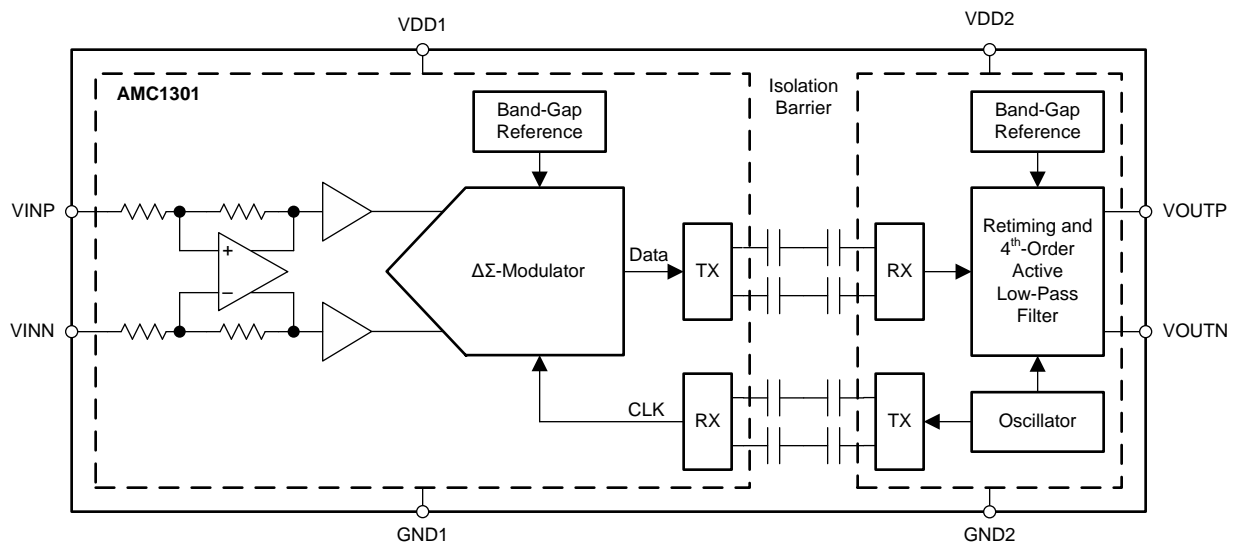 VDD1
VDD2
AMC1301
Isolation
Barrier
Band-Gap
Reference
Band-Gap
Reference
VINP
+
−
VINN
ΔΣ-Modulator
Data
TX
RX
Retiming and
4th-Order
Active
Low-Pass
Filter
VOUTP
VOUTN
CLK
RX
TX
Oscillator
GND1
GND2